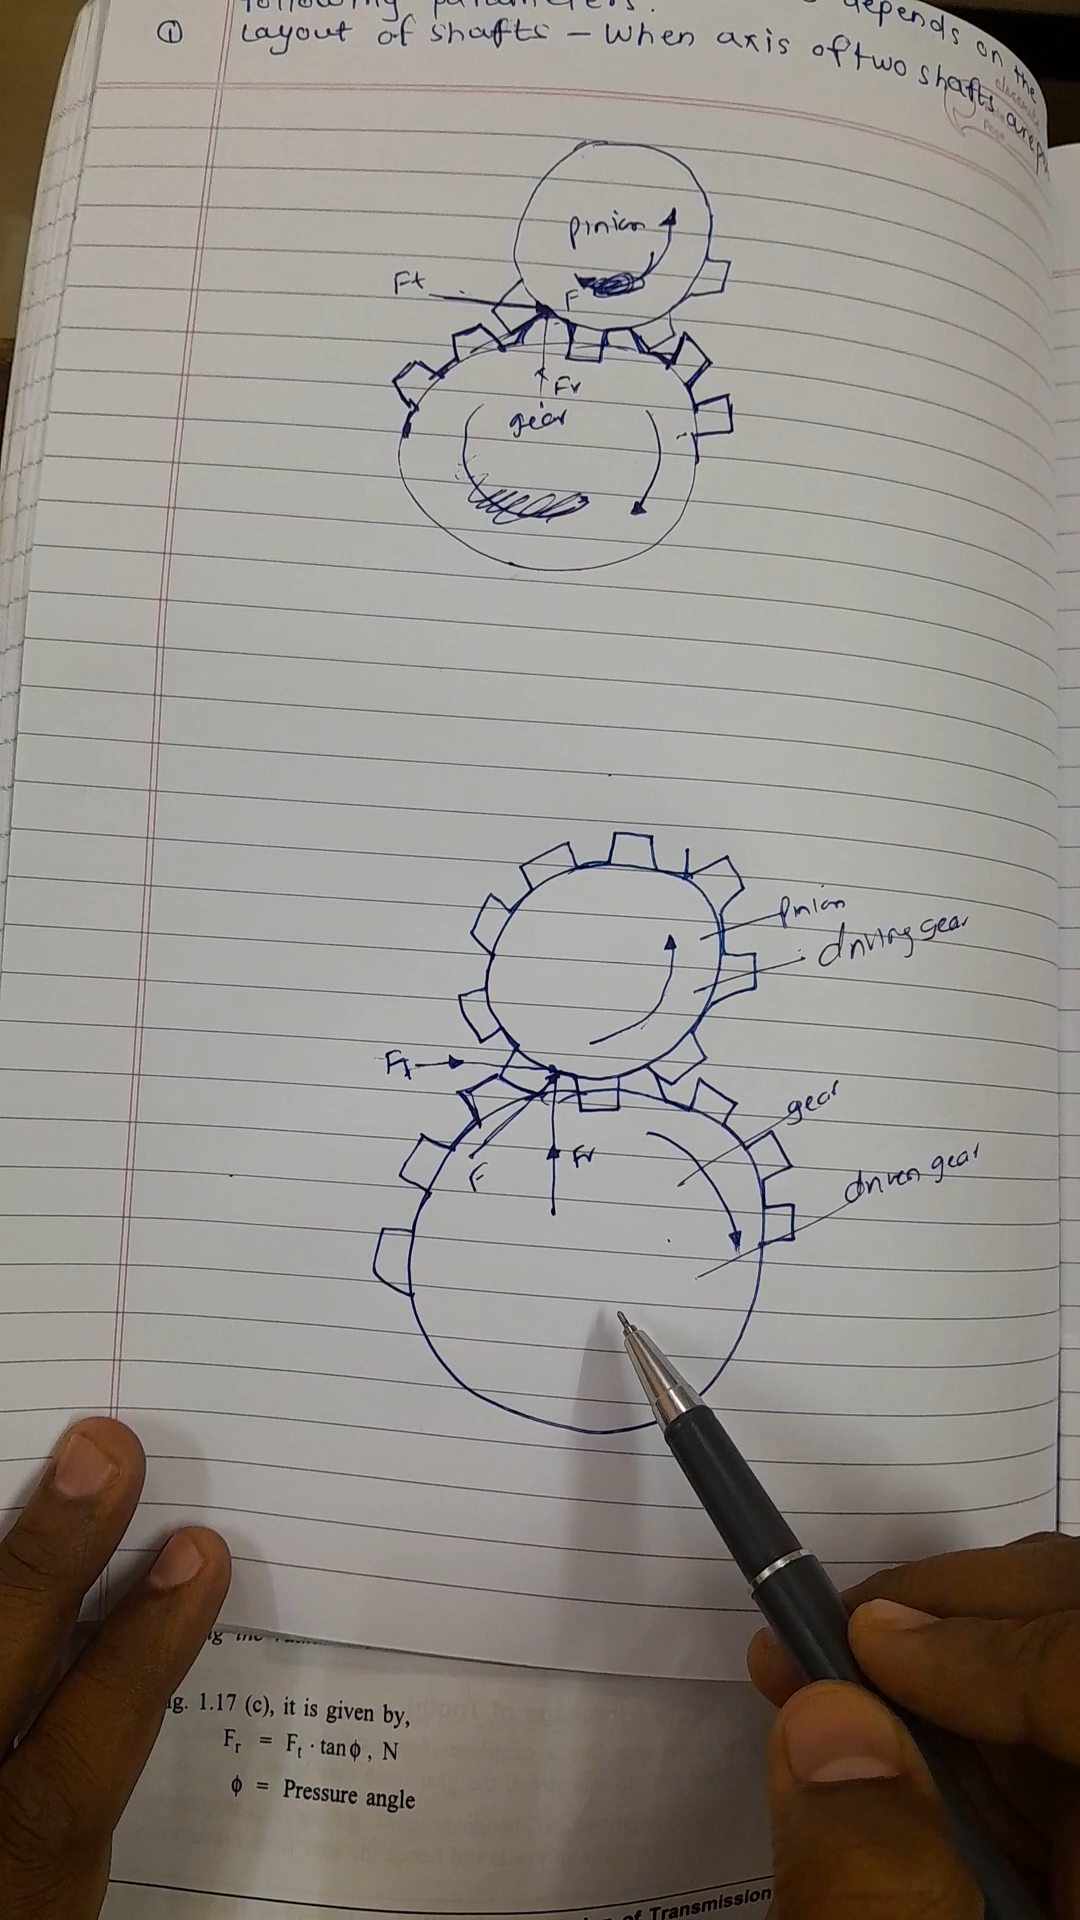 following parameters.
depends on the
① Layout of shafts - When axis of two shafts are
pinion
Ft
F
Fr
gear
pinion
driving gear
Ft
gear
F
Fr
driven gear
ig. 1.17 (c), it is given by,
Fr = Ft · tanϕ , N
ϕ = Pressure angle
of Transmission